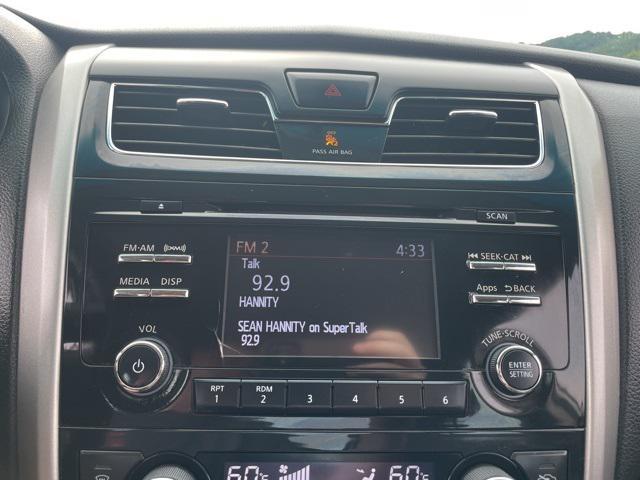 OFF
PASS AIR BAG
SCAN
FM·AM
SEEK·CAT
MEDIA DISP
Apps BACK
FM 2 4:33
Talk
92.9
HANNITY
SEAN HANNITY on SuperTalk
92.9
VOL
TUNE·SCROLL
ENTER
SETTING
RPT RDM
1 2 3 4 5 6
60°F 60°F